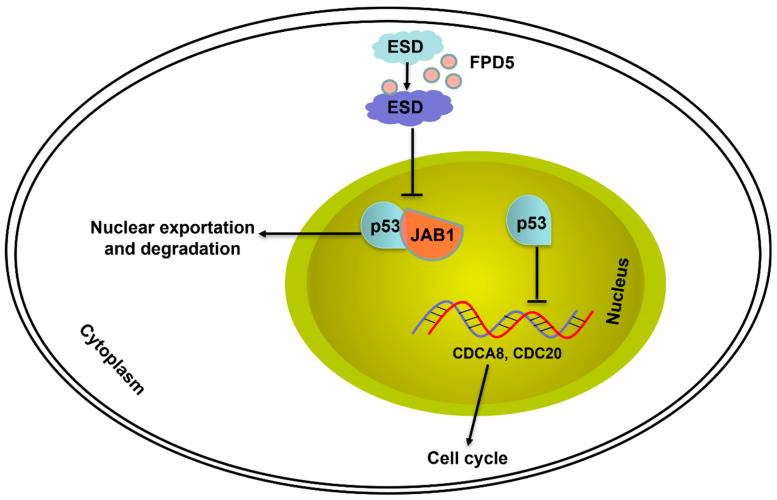 ESD
FPD5
ESD
Nuclear exportation
and degradation
p53
JAB1
p53
Nucleus
CDCA8, CDC20
Cytoplasm
Cell cycle